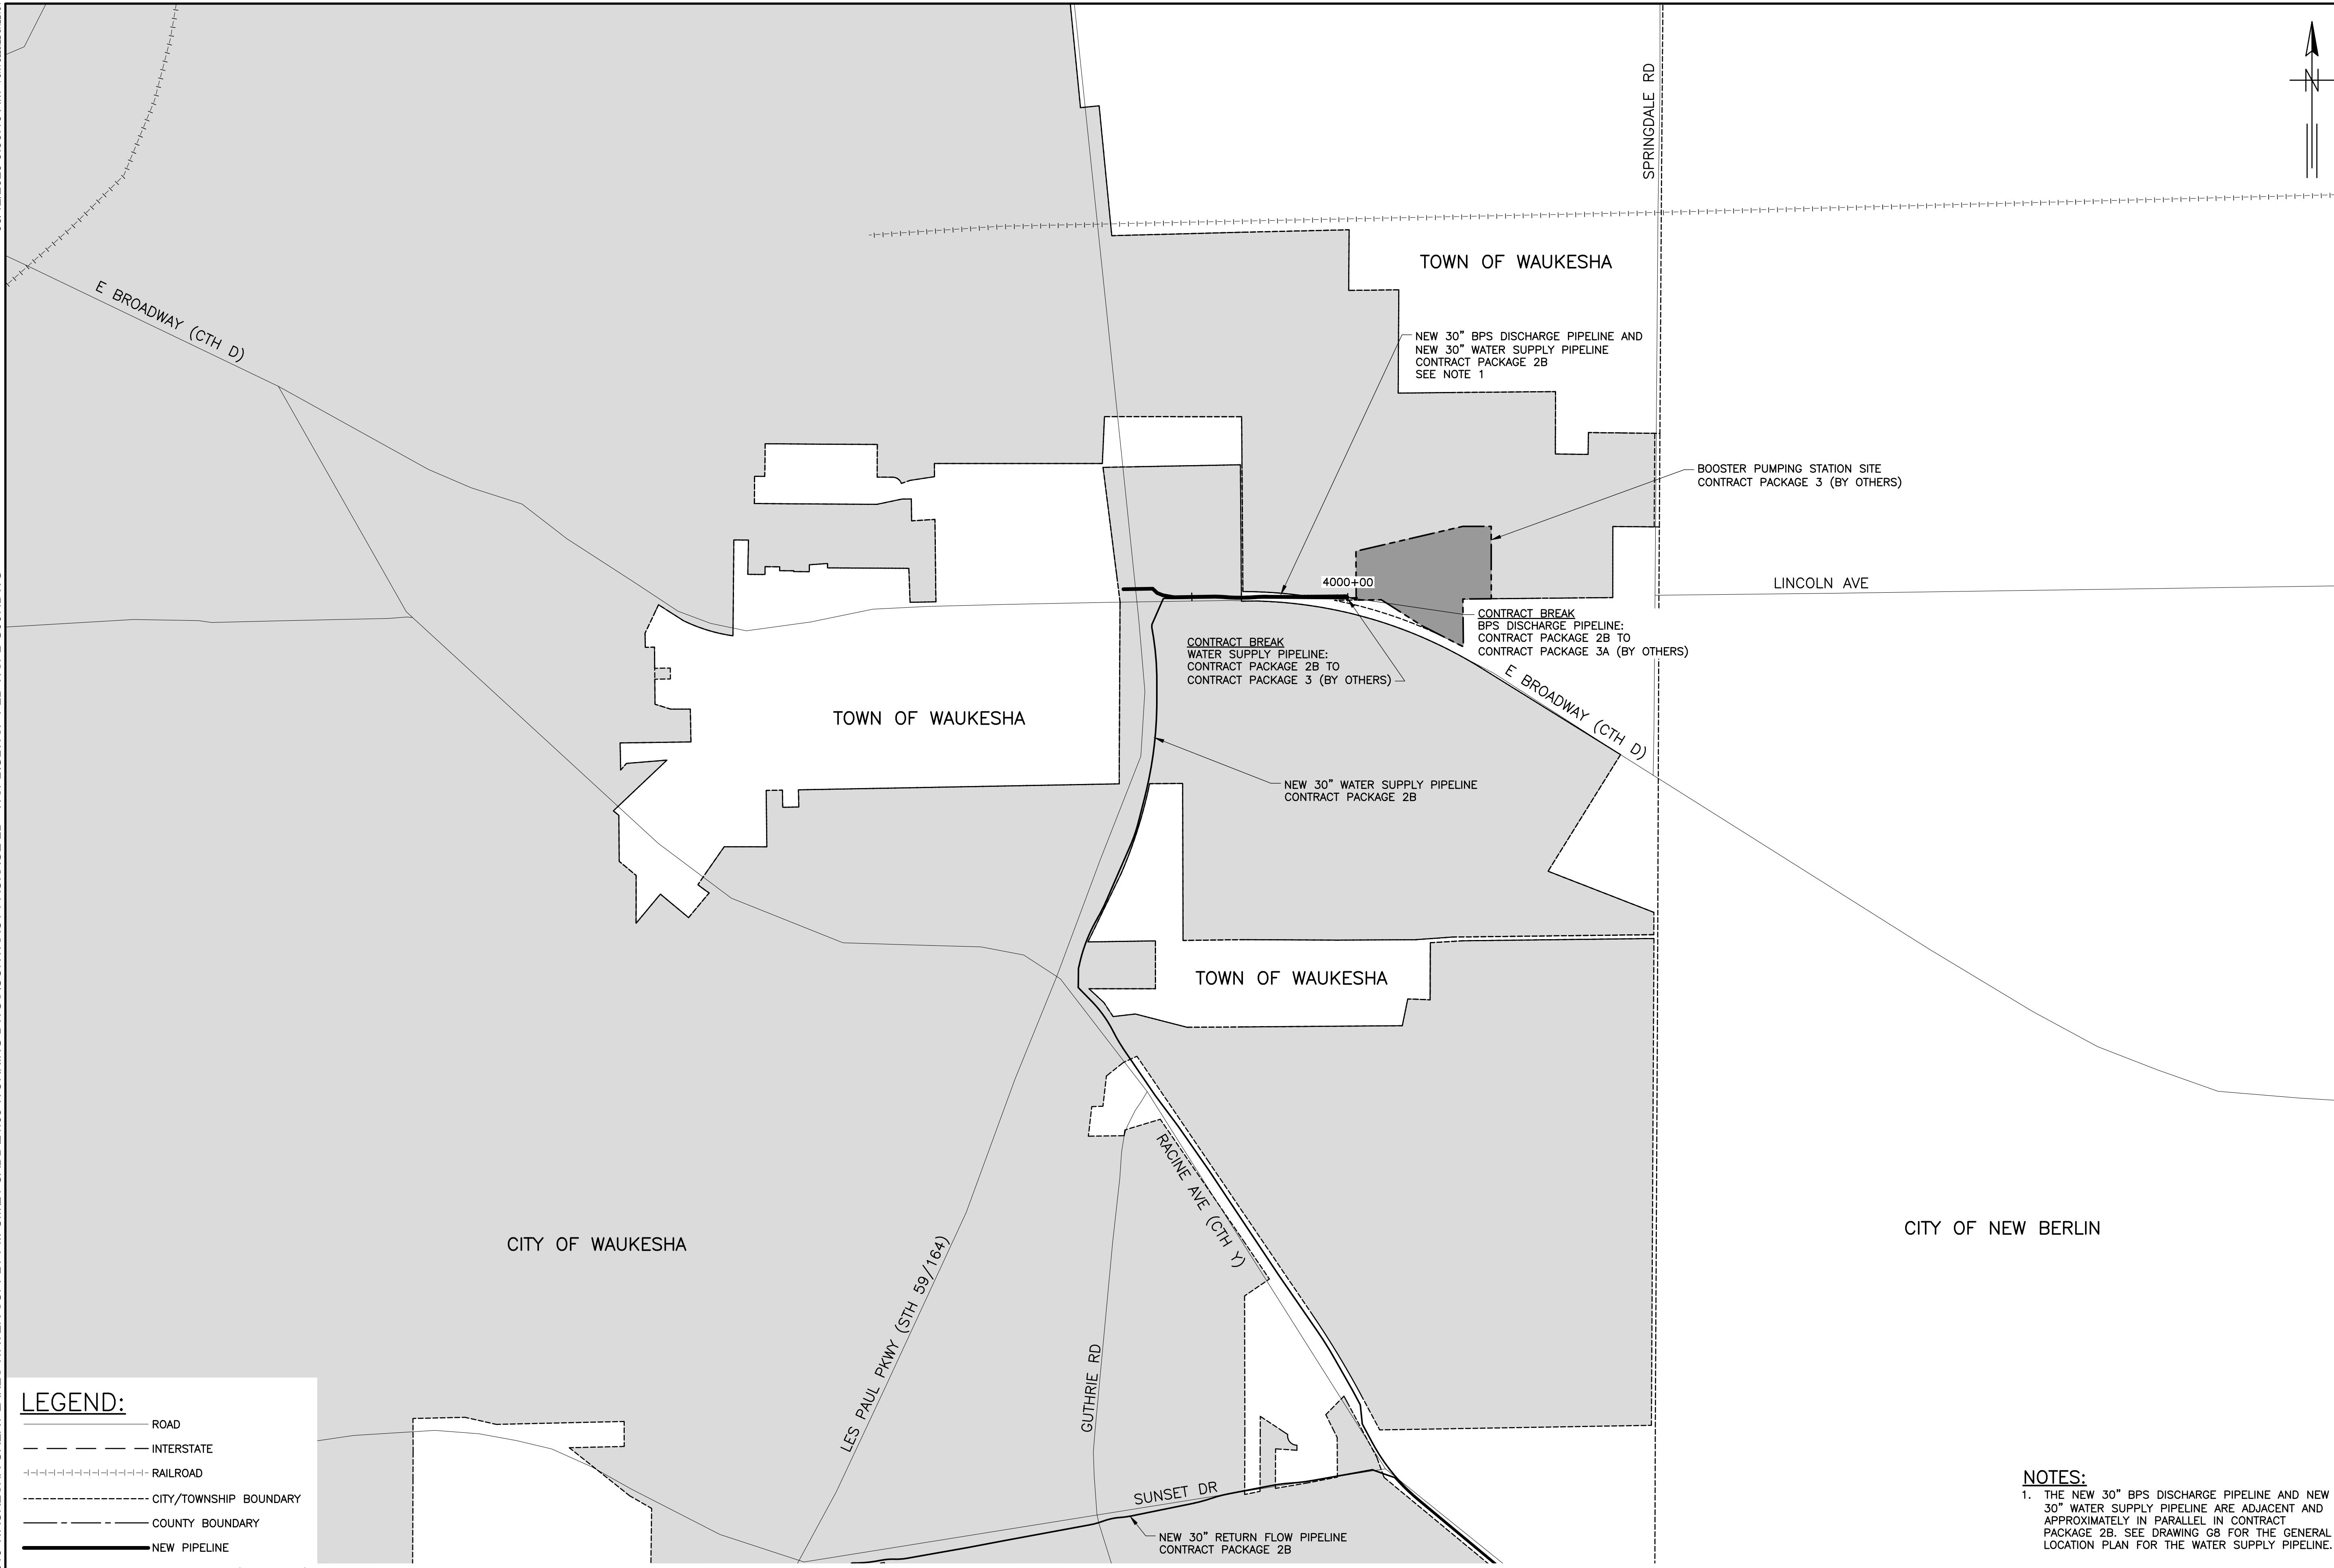 N
SPRINGDALE RD
TOWN OF WAUKESHA
E BROADWAY (CTH D)
NEW 30" BPS DISCHARGE PIPELINE AND
NEW 30" WATER SUPPLY PIPELINE
CONTRACT PACKAGE 2B
SEE NOTE 1
BOOSTER PUMPING STATION SITE
CONTRACT PACKAGE 3 (BY OTHERS)
4000+00
LINCOLN AVE
CONTRACT BREAK
BPS DISCHARGE PIPELINE:
CONTRACT PACKAGE 2B TO
CONTRACT PACKAGE 3A (BY OTHERS)
CONTRACT BREAK
WATER SUPPLY PIPELINE:
CONTRACT PACKAGE 2B TO
CONTRACT PACKAGE 3 (BY OTHERS)
E BROADWAY (CTH D)
TOWN OF WAUKESHA
NEW 30" WATER SUPPLY PIPELINE
CONTRACT PACKAGE 2B
TOWN OF WAUKESHA
RACINE AVE (CTH Y)
CITY OF WAUKESHA
CITY OF NEW BERLIN
LES PAUL PKWY (STH 59/164)
GUTHRIE RD
SUNSET DR
NEW 30" RETURN FLOW PIPELINE
CONTRACT PACKAGE 2B
LEGEND:
ROAD
INTERSTATE
RAILROAD
CITY/TOWNSHIP BOUNDARY
COUNTY BOUNDARY
NEW PIPELINE
NOTES:
1. THE NEW 30" BPS DISCHARGE PIPELINE AND NEW
30" WATER SUPPLY PIPELINE ARE ADJACENT AND
APPROXIMATELY IN PARALLEL IN CONTRACT
PACKAGE 2B. SEE DRAWING G8 FOR THE GENERAL
LOCATION PLAN FOR THE WATER SUPPLY PIPELINE.